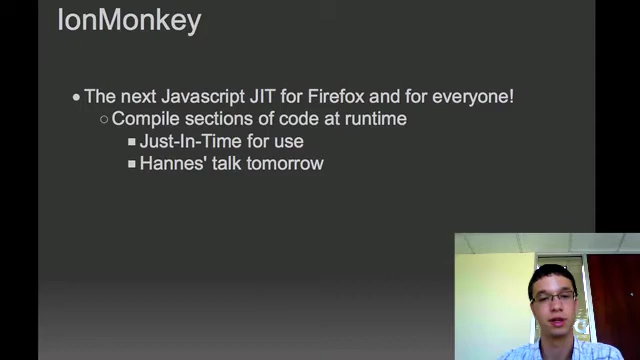 IonMonkey
The next Javascript JIT for Firefox and for everyone!
Compile sections of code at runtime
Just-In-Time for use
Hannes' talk tomorrow